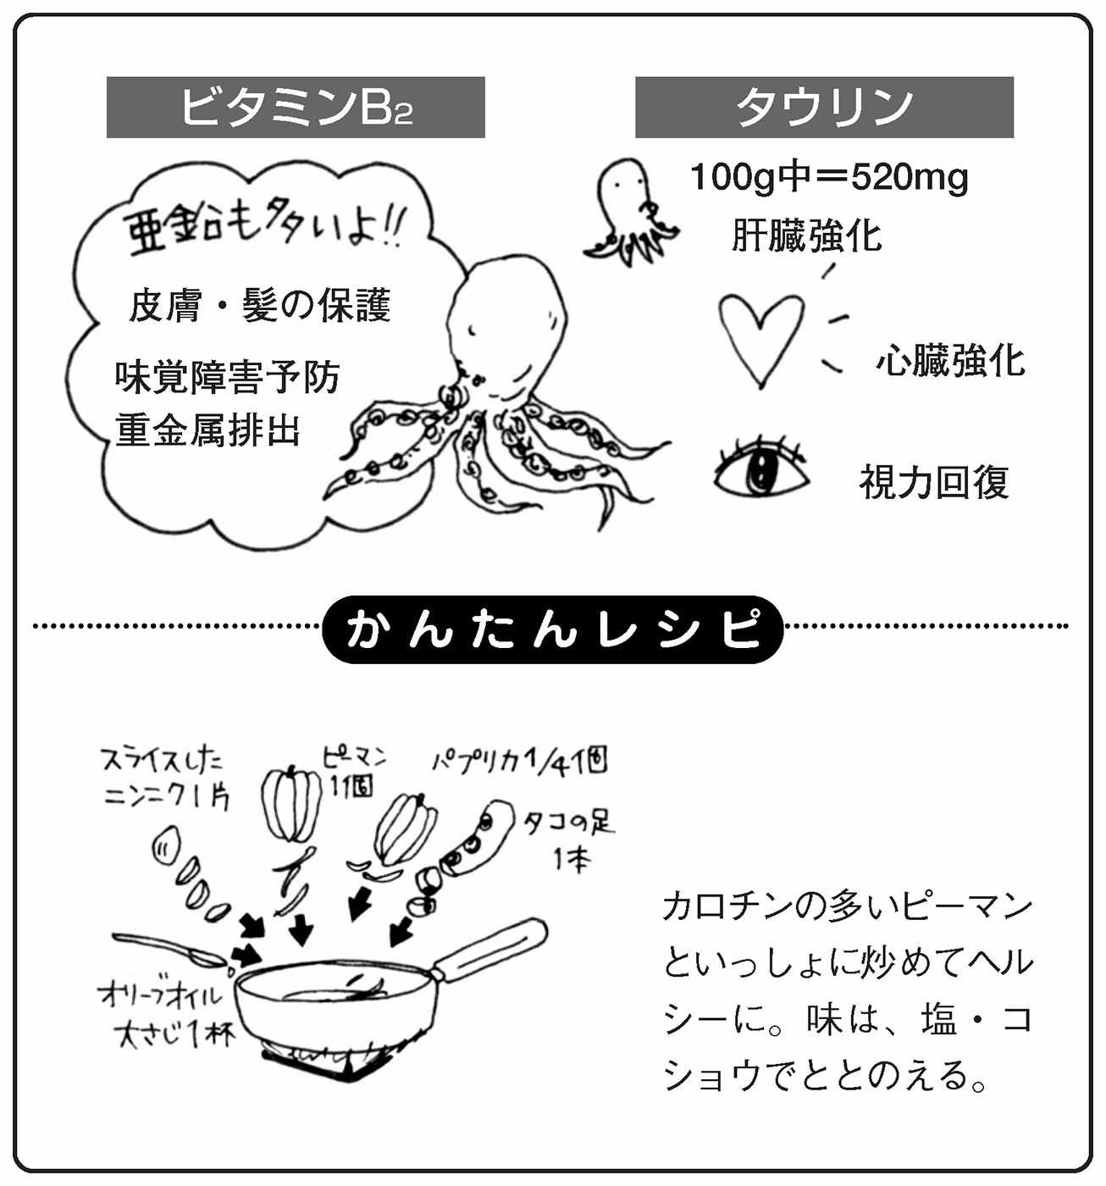 ビタミンB₂
亜鉛も多いよ!!
皮膚・髪の保護
味覚障害予防
重金属排出
タウリン
100g中＝520mg
肝臓強化
心臓強化
視力回復
かんたんレシピ
スライスした
ニンニク1片
ピーマン
1個
パプリカ1/4個
タコの足
1本
オリーブオイル
大さじ1杯
カロチンの多いピーマン
といっしょに炒めてヘル
シーに。味は、塩・コ
ショウでととのえる。